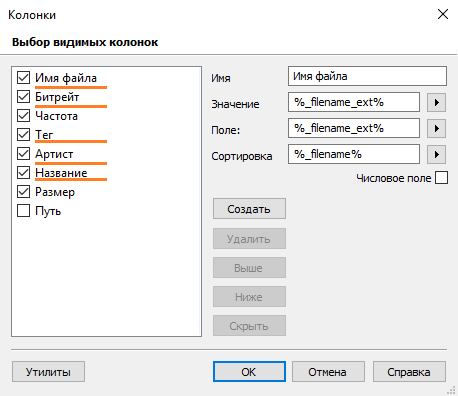 Колонки
Выбор видимых колонок
Имя файла
Битрейт
Частота
Тег
Артист
Название
Размер
Путь
Имя
Имя файла
Значение
%_filename_ext%
Поле:
%_filename_ext%
Сортировка
%_filename%
Числовое поле
Создать
Удалить
Выше
Ниже
Скрыть
Утилиты
OK
Отмена
Справка